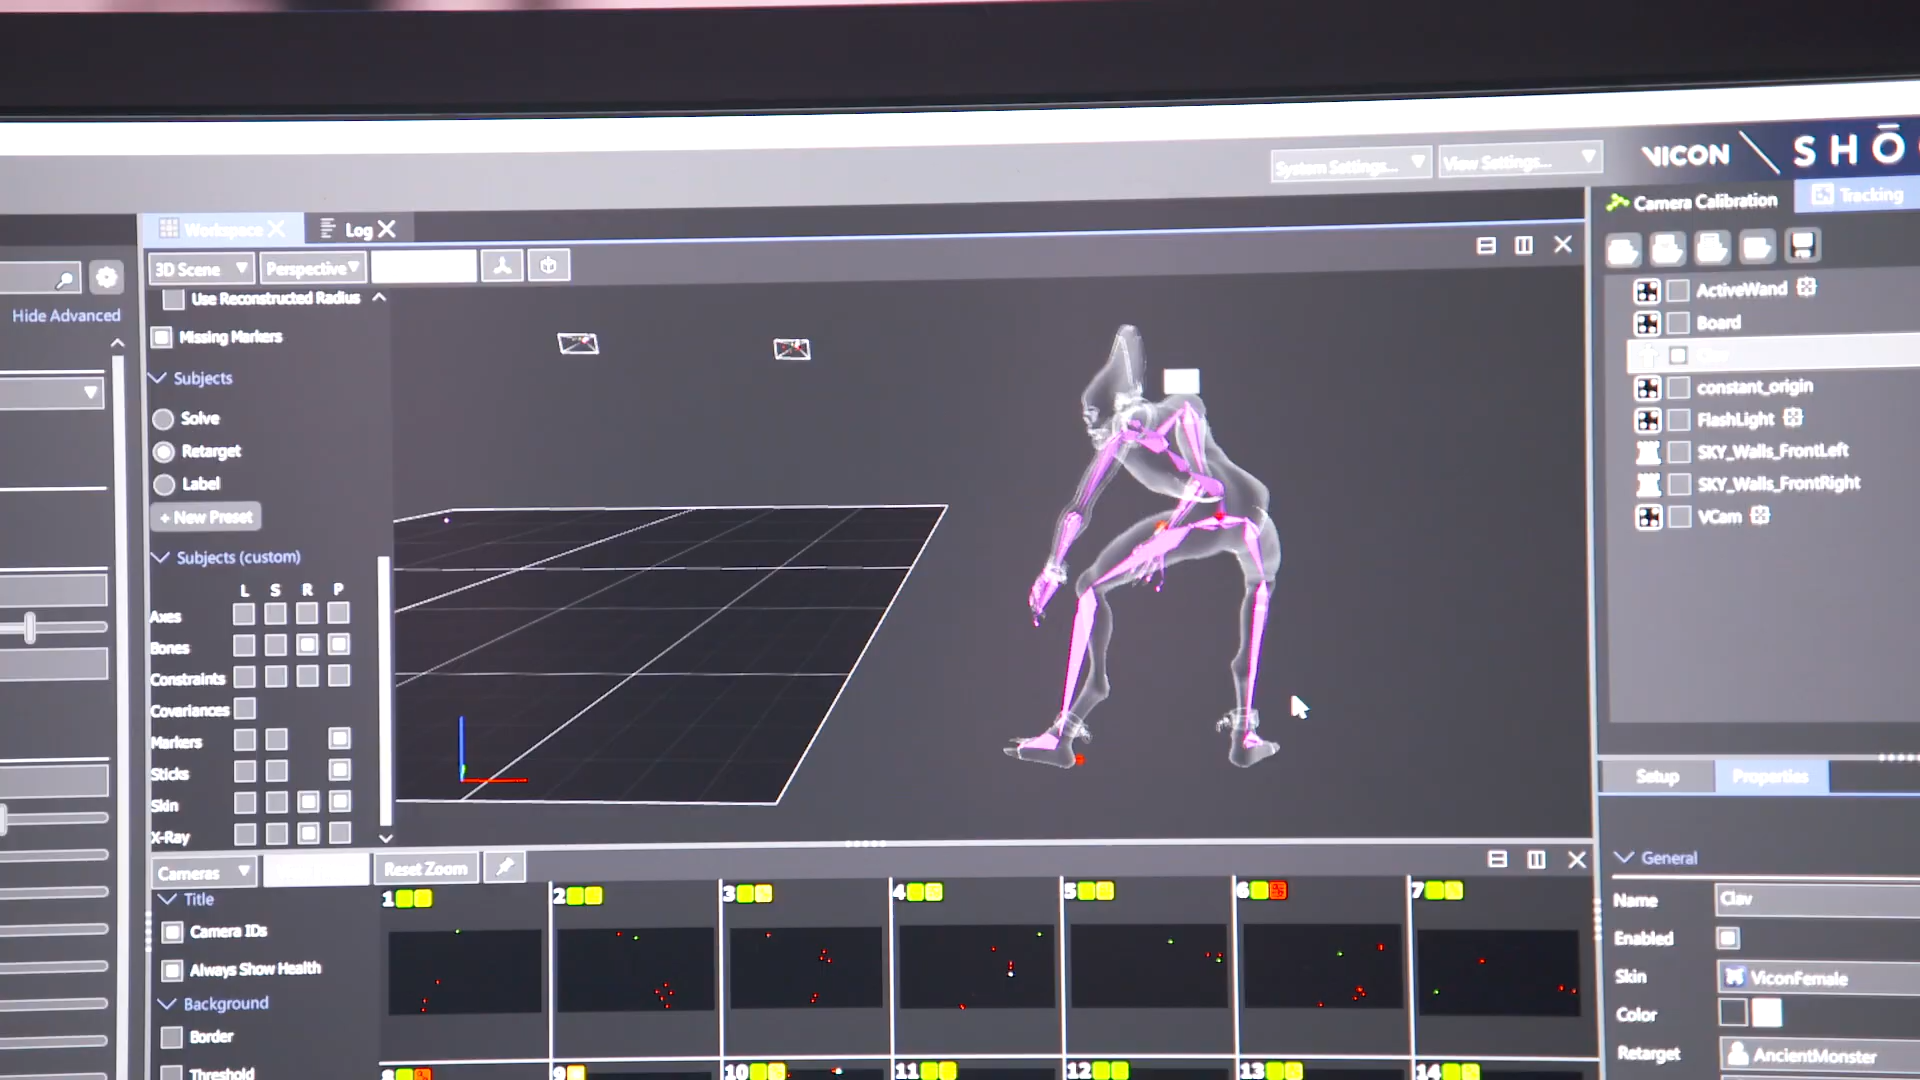 System Settings...
View Settings...
VICON
SHŌ
Camera Calibration
Tracking
Workspace
Log
3D Scene
Perspective
Hide Advanced
Use Reconstructed Radius
Missing Markers
Subjects
Solve
Retarget
Label
+ New Preset
Subjects (custom)
L S R P
Axes
Bones
Constraints
Covariances
Markers
Sticks
Skin
X-Ray
ActiveWand
Board
Clav
constant_origin
FlashLight
SKY_Walls_FrontLeft
SKY_Walls_FrontRight
VCam
Setup
Properties
General
Name
Clav
Enabled
Skin
ViconFemale
Color
Retarget
AncientMonster
Cameras
Reset Zoom
Title
Camera IDs
Always Show Health
Background
Border
Threshold
1
2
3
4
5
6
7
8
9
10
11
12
13
14